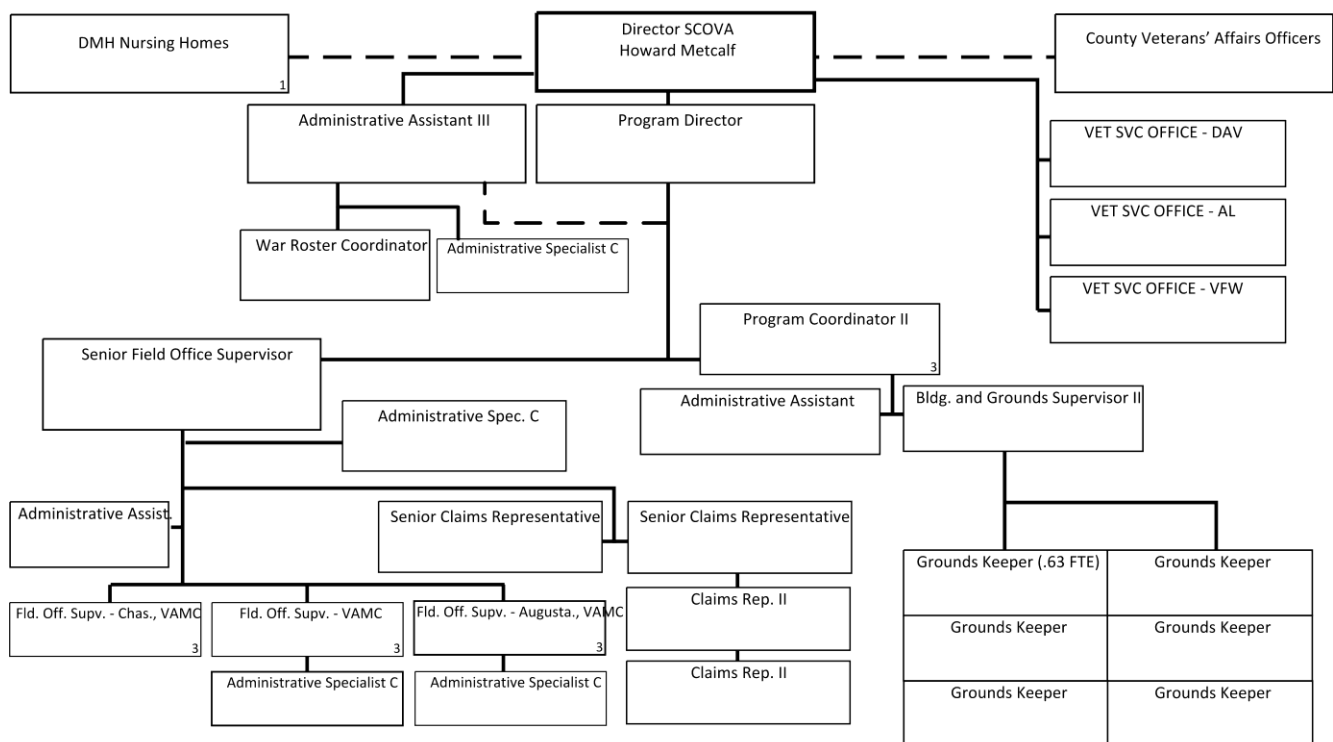 DMH Nursing Homes
1
Director SCOVA
Howard Metcalf
County Veterans’ Affairs Officers
Administrative Assistant III
Program Director
VET SVC OFFICE - DAV
VET SVC OFFICE - AL
VET SVC OFFICE - VFW
War Roster Coordinator
Administrative Specialist C
Senior Field Office Supervisor
Program Coordinator II
3
Administrative Assistant
Bldg. and Grounds Supervisor II
Administrative Spec. C
Administrative Assist.
Senior Claims Representative
Senior Claims Representative
Fld. Off. Supv. - Chas., VAMC
3
Fld. Off. Supv. - VAMC
3
Fld. Off. Supv. - Augusta., VAMC
3
Claims Rep. II
Claims Rep. II
Administrative Specialist C
Administrative Specialist C
Grounds Keeper (.63 FTE)
Grounds Keeper
Grounds Keeper
Grounds Keeper
Grounds Keeper
Grounds Keeper